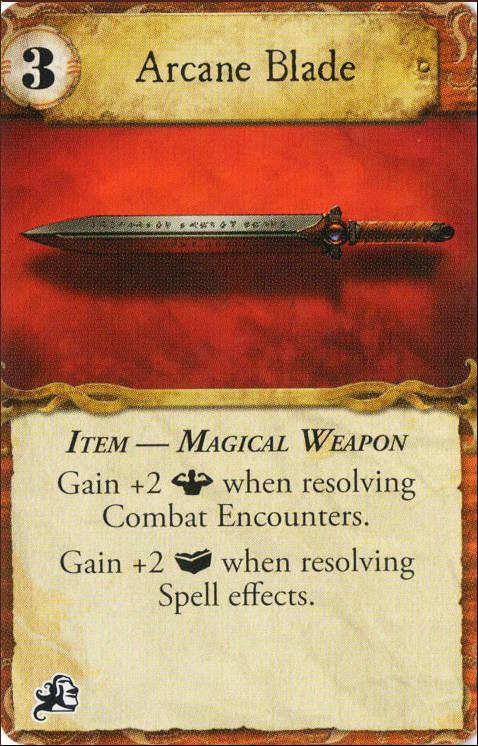 3
Arcane Blade
Item — Magical Weapon
Gain +2 when resolving
Combat Encounters.
Gain +2 when resolving
Spell effects.